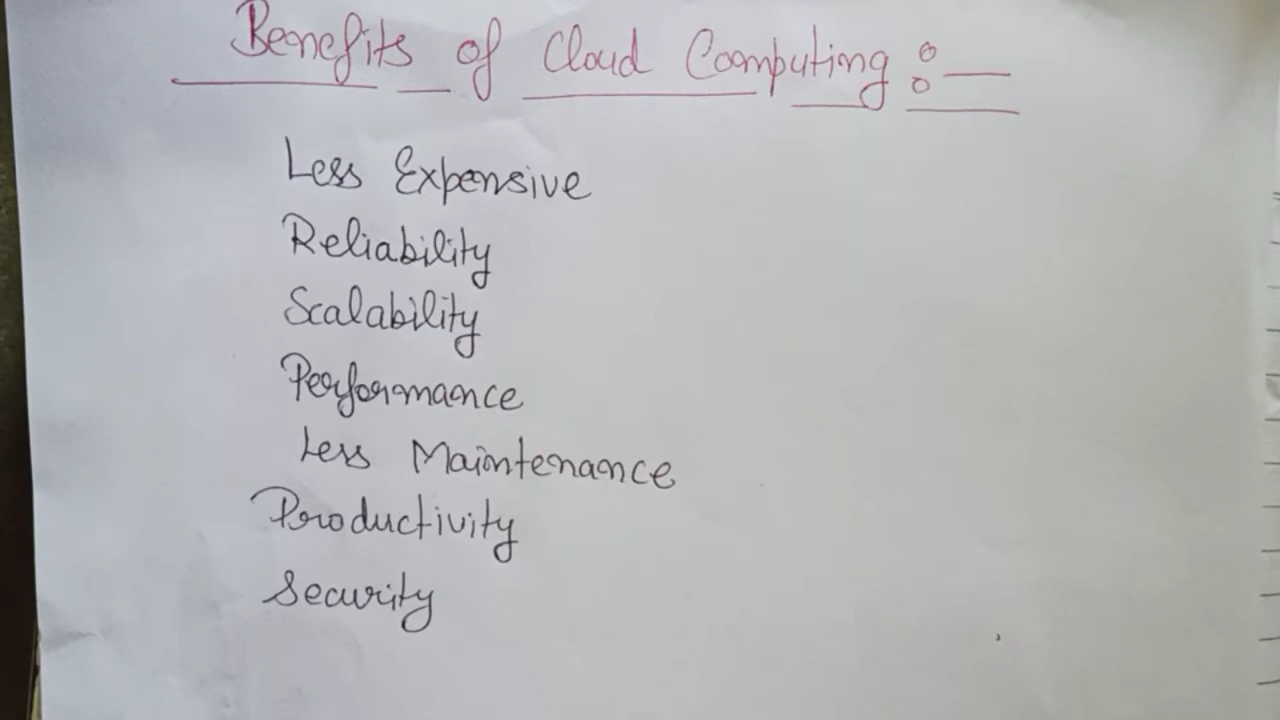 Benefits of Cloud Computing :—
Less Expensive
Reliability
Scalability
Performance
Less Maintenance
Productivity
Security